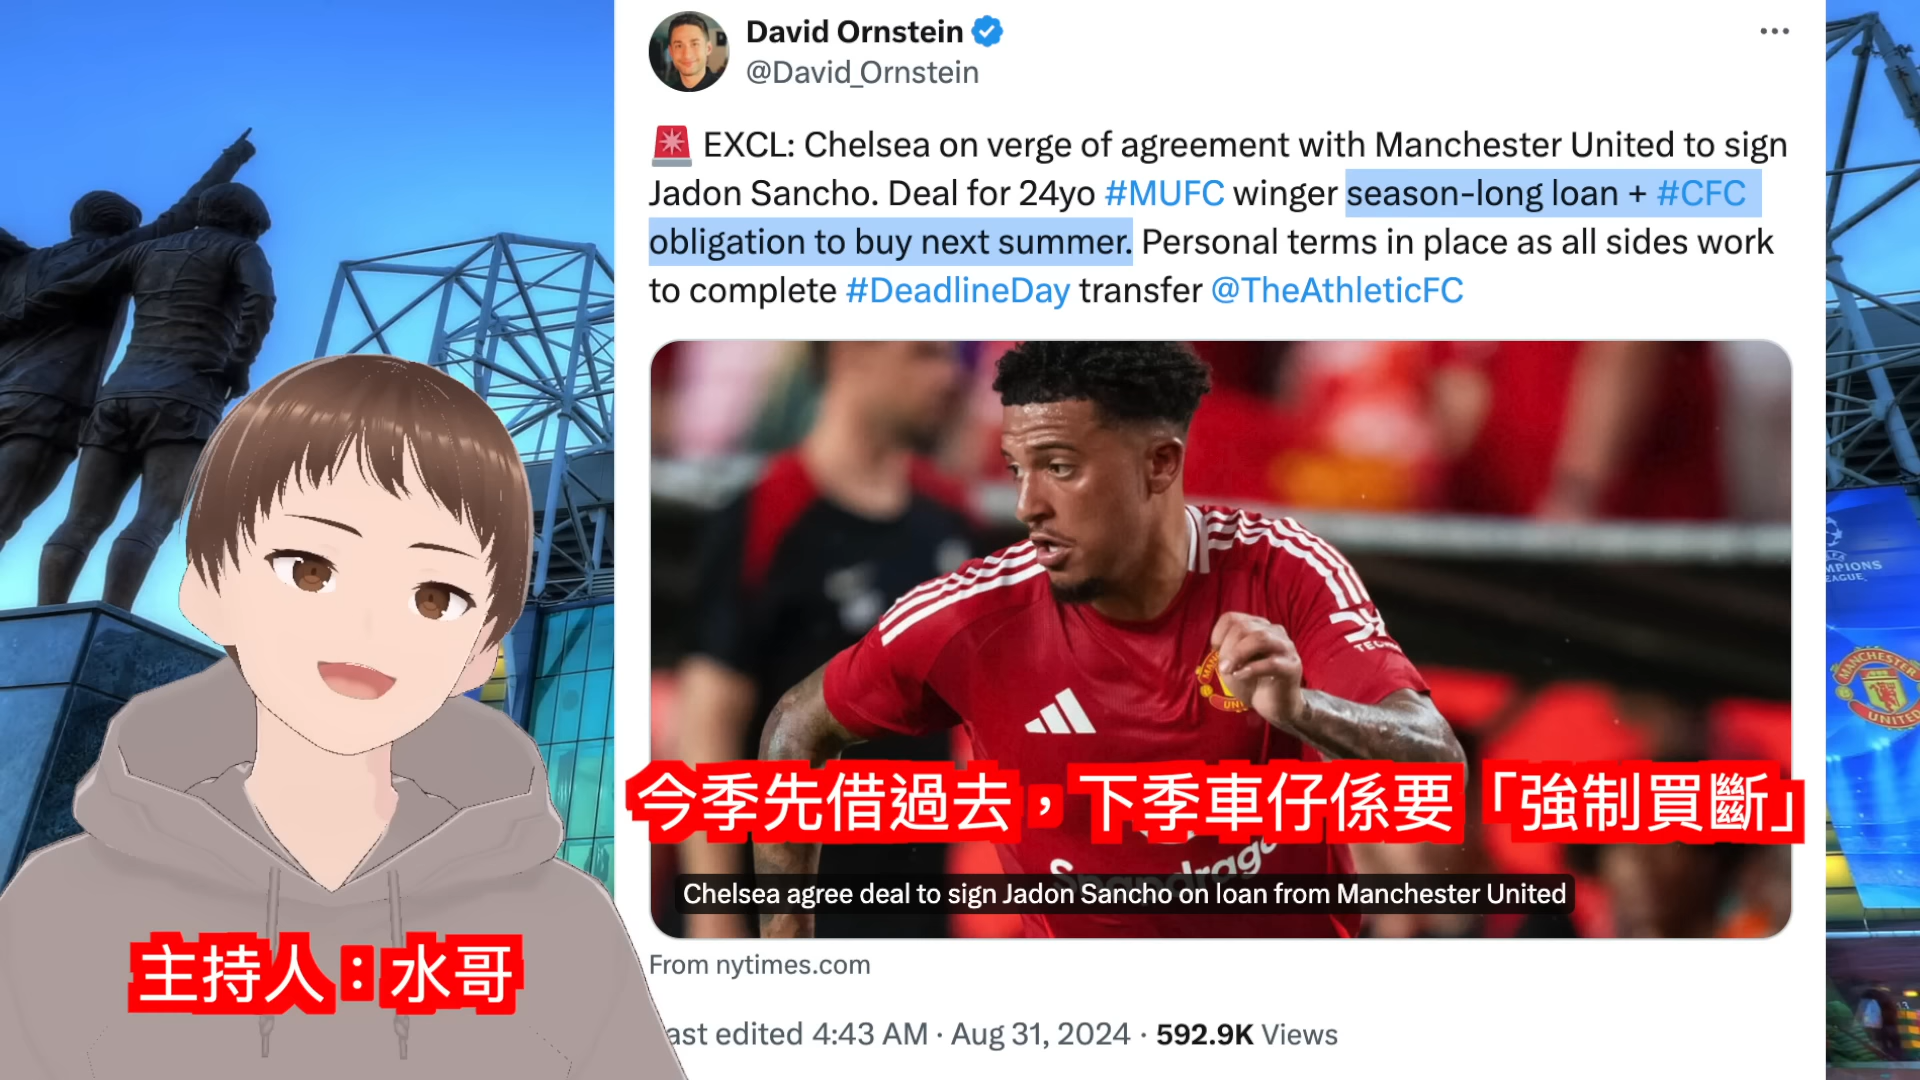 David Ornstein
@David_Ornstein
EXCL: Chelsea on verge of agreement with Manchester United to sign
Jadon Sancho. Deal for 24yo #MUFC winger season-long loan + #CFC
obligation to buy next summer. Personal terms in place as all sides work
to complete #DeadlineDay transfer @TheAthleticFC
TECH
UNITED
MANCHESTER
UNITED
今季先借過去，下季車仔係要「強制買斷」
Chelsea agree deal to sign Jadon Sancho on loan from Manchester United
主持人：水哥
From nytimes.com
ast edited 4:43 AM · Aug 31, 2024 · 592.9K Views